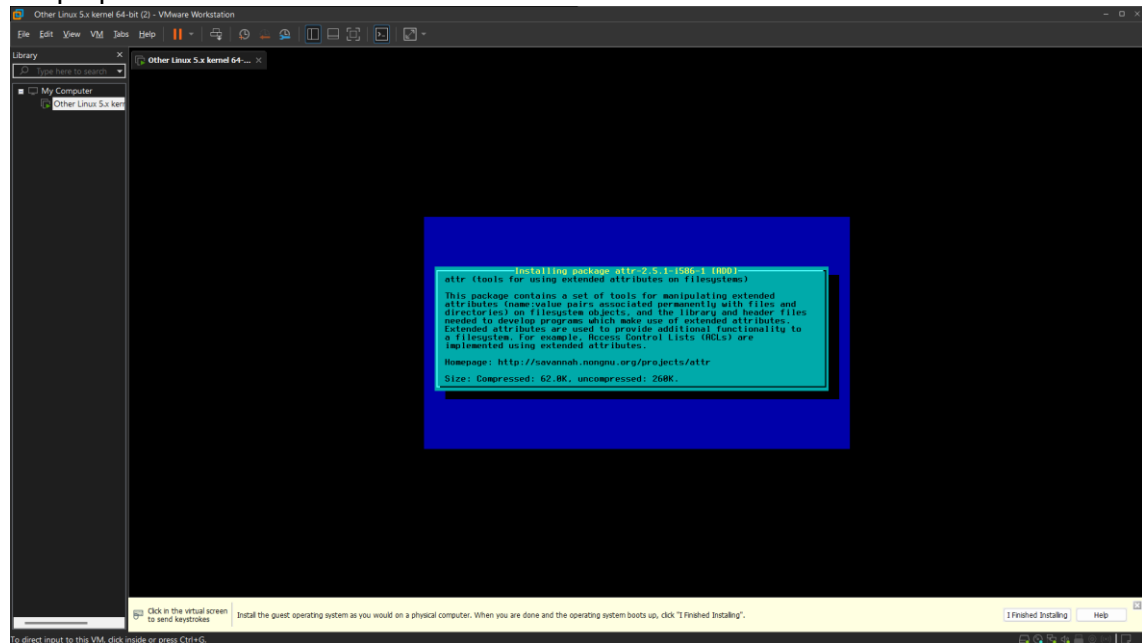 Other Linux 5.x kernel 64-bit (2) - VMware Workstation
File Edit View VM Tabs Help
Library
Other Linux 5.x kernel 64-...
Type here to search
My Computer
Other Linux 5.x kern
Installing package attr-2.5.1-i586-1 [ADD]
attr (tools for using extended attributes on filesystems)
This package contains a set of tools for manipulating extended
attributes (name:value pairs associated permanently with files and
directories) on filesystem objects, and the library and header files
needed to develop programs which make use of extended attributes.
Extended attributes are used to provide additional functionality to
a filesystem. For example, Access Control Lists (ACLs) are
implemented using extended attributes.
Homepage: http://savannah.nongnu.org/projects/attr
Size: Compressed: 62.0K, uncompressed: 260K.
Click in the virtual screen
to send keystrokes
Install the guest operating system as you would on a physical computer. When you are done and the operating system boots up, click "I Finished Installing".
I Finished Installing
Help
To direct input to this VM, click inside or press Ctrl+G.